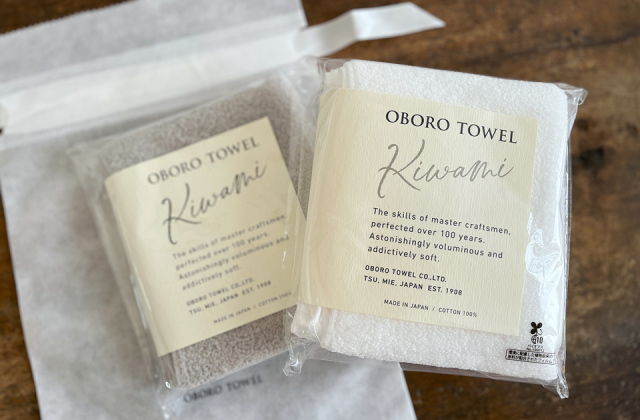 OBORO TOWEL
Kiwami
The skills of master craftsmen,
perfected over 100 years.
Astonishingly voluminous and
addictively soft.
OBORO TOWEL CO.,LTD.
TSU, MIE, JAPAN EST. 1908
MADE IN JAPAN / COTTON 100%
OBORO TOWEL
Kiwami
The skills of master craftsmen,
perfected over 100 years.
Astonishingly voluminous and
addictively soft.
OBORO TOWEL CO.,LTD.
TSU, MIE, JAPAN EST. 1908
MADE IN JAPAN / COTTON 100%
OBORO TOWEL